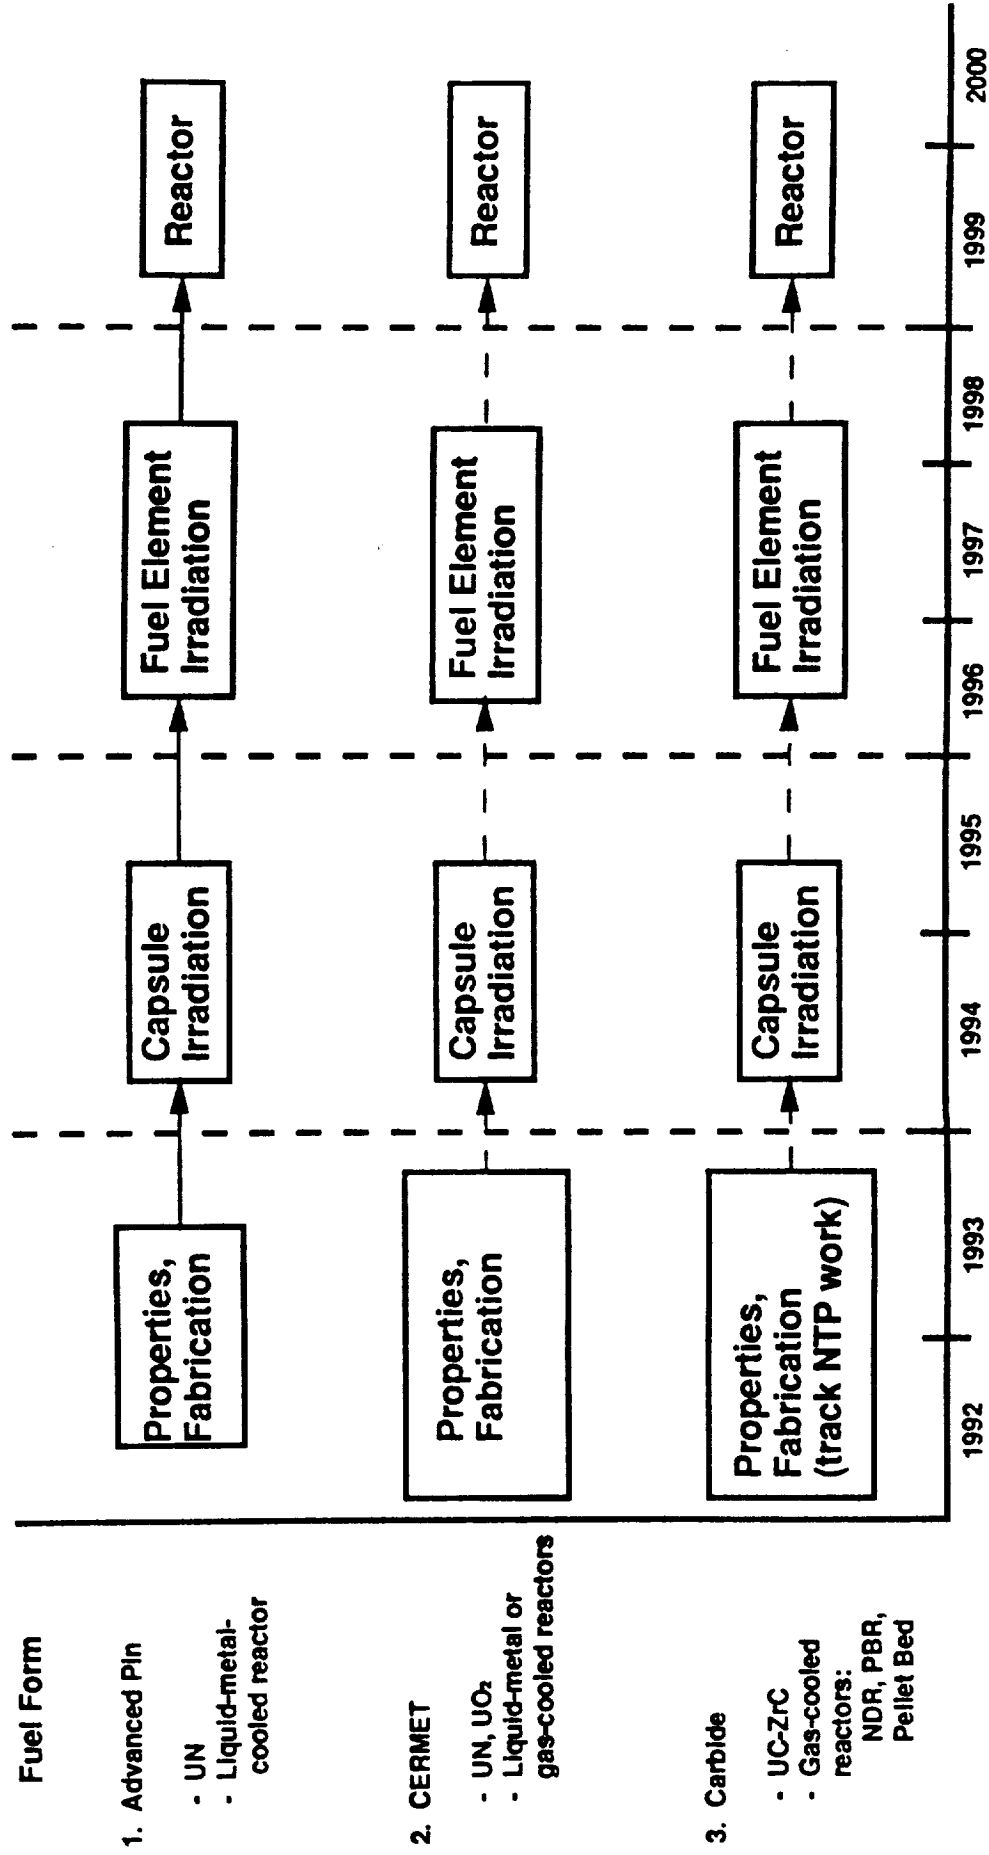 Fuel Form
1. Advanced Pin
- UN
- Liquid-metal-
cooled reactor
Properties,
Fabrication
Capsule
Irradiation
Fuel Element
Irradiation
Reactor
2. CERMET
- UN, UO₂
- Liquid-metal or
gas-cooled reactors
Properties,
Fabrication
Capsule
Irradiation
Fuel Element
Irradiation
Reactor
3. Carbide
- UC-ZrC
- Gas-cooled
reactors:
NDR, PBR,
Pellet Bed
Properties,
Fabrication
(track NTP work)
Capsule
Irradiation
Fuel Element
Irradiation
Reactor
1992
1993
1994
1995
1996
1997
1998
1999
2000